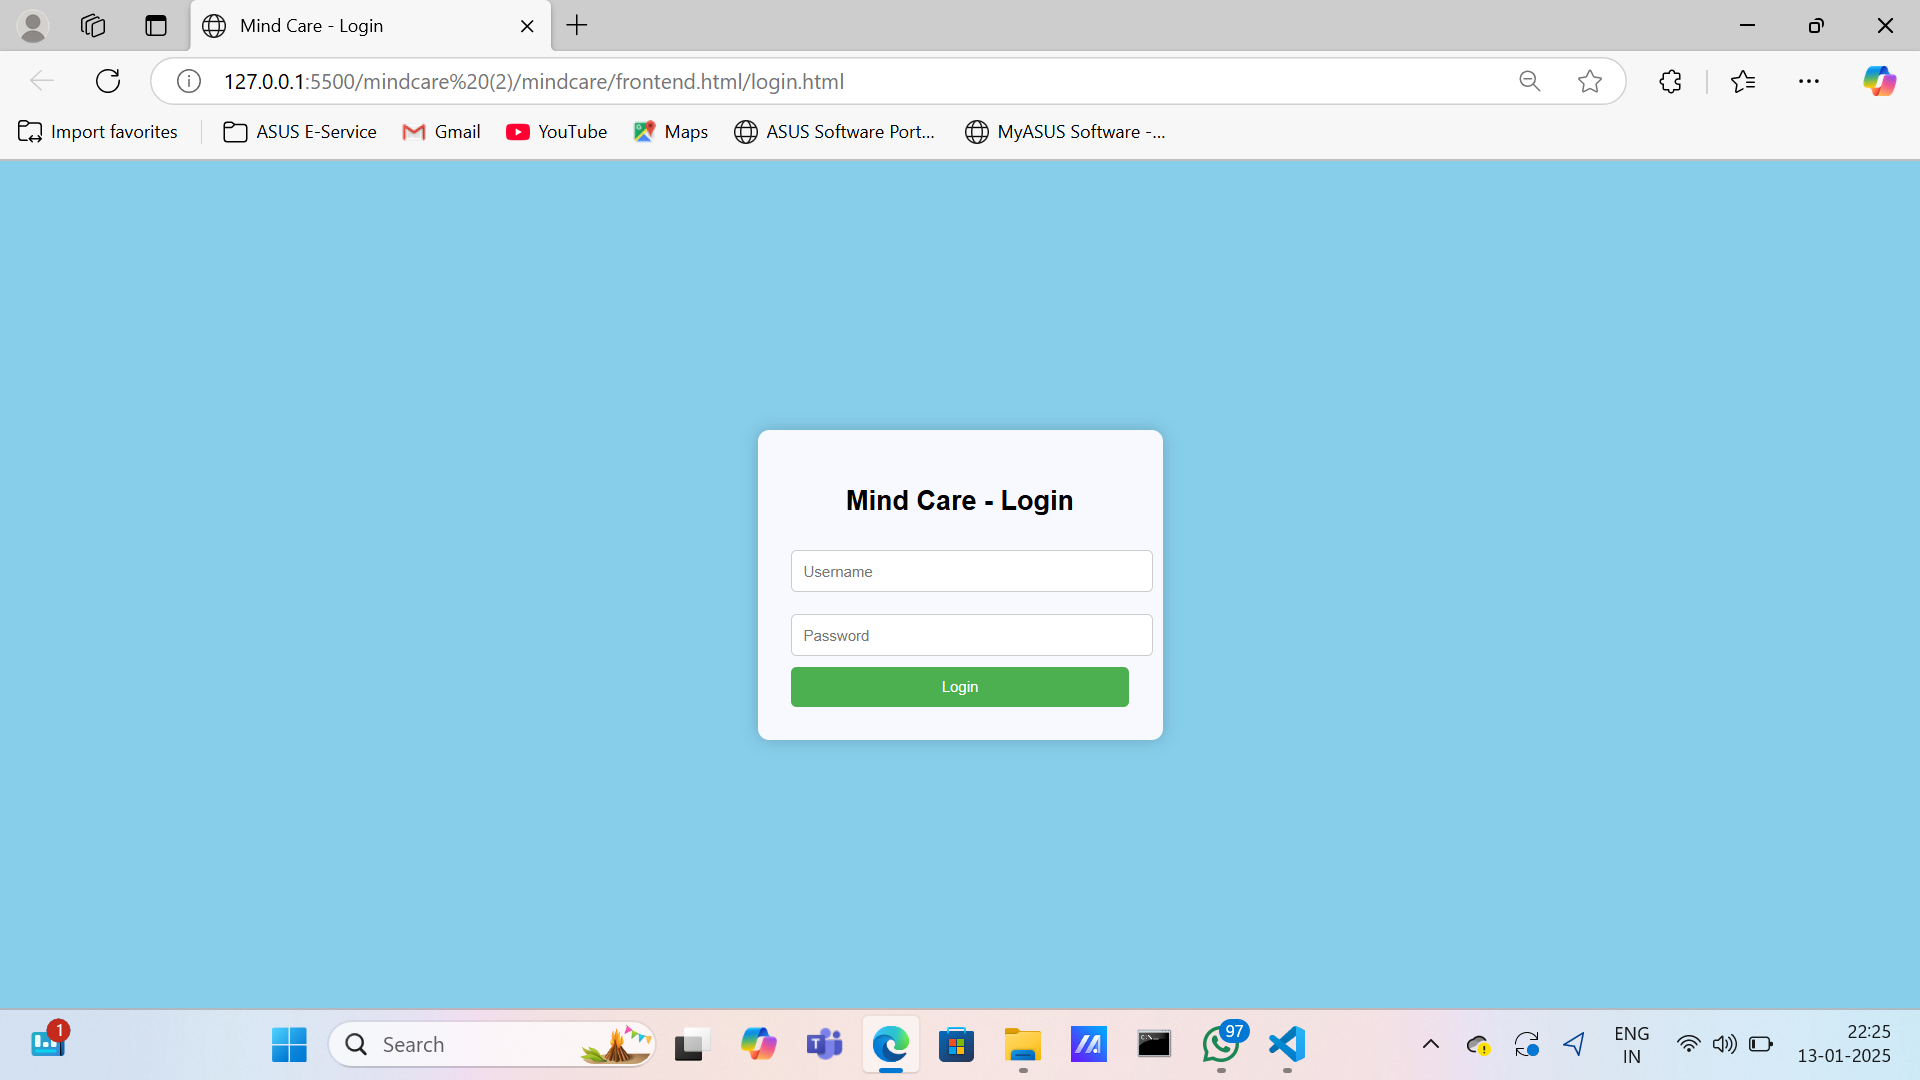 Mind Care - Login
127.0.0.1:5500/mindcare%20(2)/mindcare/frontend.html/login.html
Import favorites ASUS E-Service Gmail YouTube Maps ASUS Software Port... MyASUS Software -...
Mind Care - Login
Username
Password
Login
1
Search
97
ENG
IN
22:25
13-01-2025